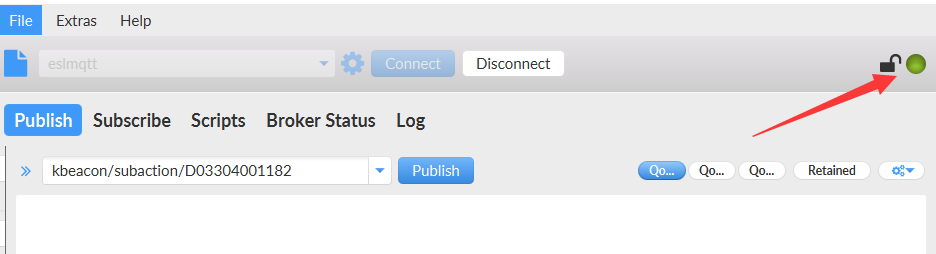 File Extras Help
eslmqtt Connect Disconnect
Publish Subscribe Scripts Broker Status Log
kbeacon/subaction/D03304001182 Publish Qo... Qo... Qo... Retained